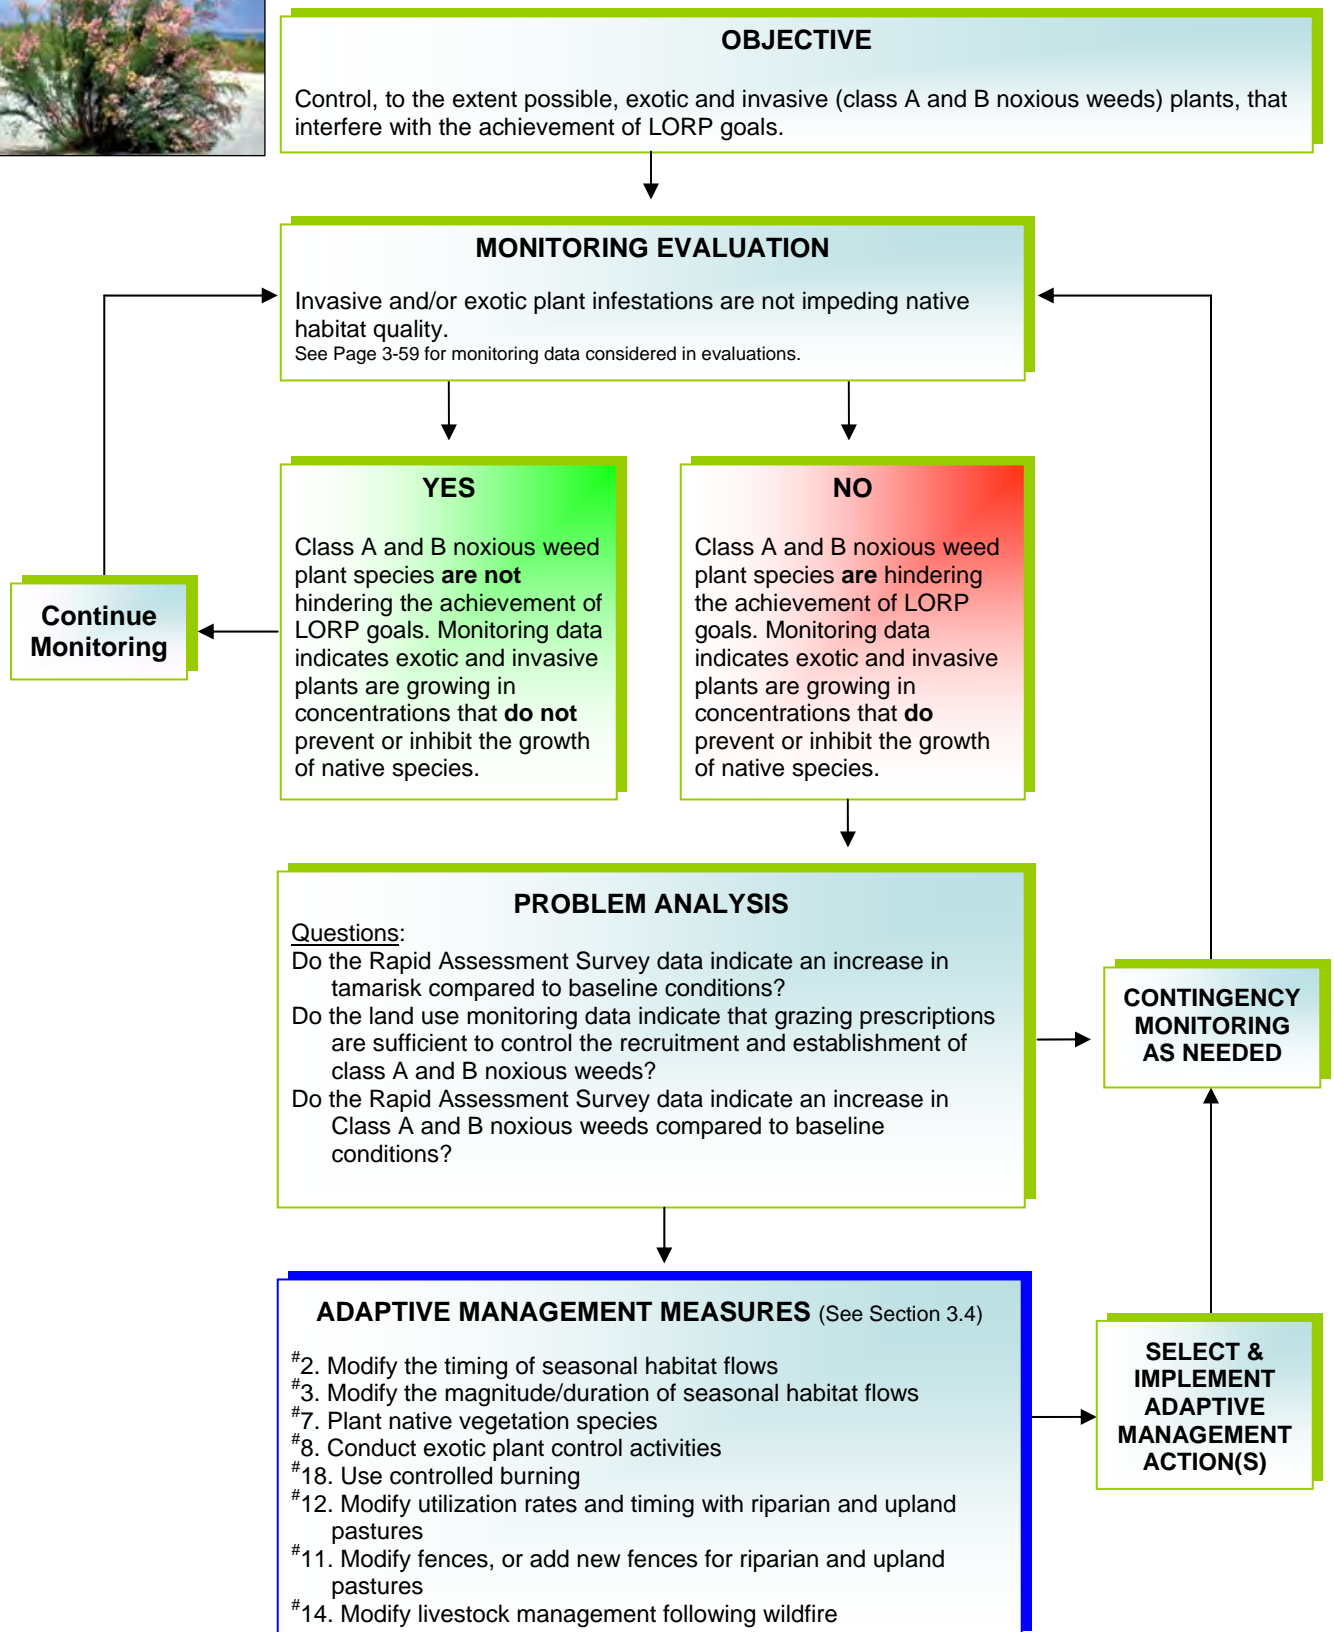 OBJECTIVE
Control, to the extent possible, exotic and invasive (class A and B noxious weeds) plants, that
interfere with the achievement of LORP goals.
MONITORING EVALUATION
Invasive and/or exotic plant infestations are not impeding native
habitat quality.
See Page 3-59 for monitoring data considered in evaluations.
YES
Class A and B noxious weed
plant species are not
hindering the achievement of
LORP goals. Monitoring data
indicates exotic and invasive
plants are growing in
concentrations that do not
prevent or inhibit the growth
of native species.
NO
Class A and B noxious weed
plant species are hindering
the achievement of LORP
goals. Monitoring data
indicates exotic and invasive
plants are growing in
concentrations that do
prevent or inhibit the growth
of native species.
Continue
Monitoring
PROBLEM ANALYSIS
Questions:
Do the Rapid Assessment Survey data indicate an increase in
tamarisk compared to baseline conditions?
Do the land use monitoring data indicate that grazing prescriptions
are sufficient to control the recruitment and establishment of
class A and B noxious weeds?
Do the Rapid Assessment Survey data indicate an increase in
Class A and B noxious weeds compared to baseline
conditions?
CONTINGENCY
MONITORING
AS NEEDED
ADAPTIVE MANAGEMENT MEASURES (See Section 3.4)
#2. Modify the timing of seasonal habitat flows
#3. Modify the magnitude/duration of seasonal habitat flows
#7. Plant native vegetation species
#8. Conduct exotic plant control activities
#18. Use controlled burning
#12. Modify utilization rates and timing with riparian and upland
pastures
#11. Modify fences, or add new fences for riparian and upland
pastures
#14. Modify livestock management following wildfire
SELECT &
IMPLEMENT
ADAPTIVE
MANAGEMENT
ACTION(S)